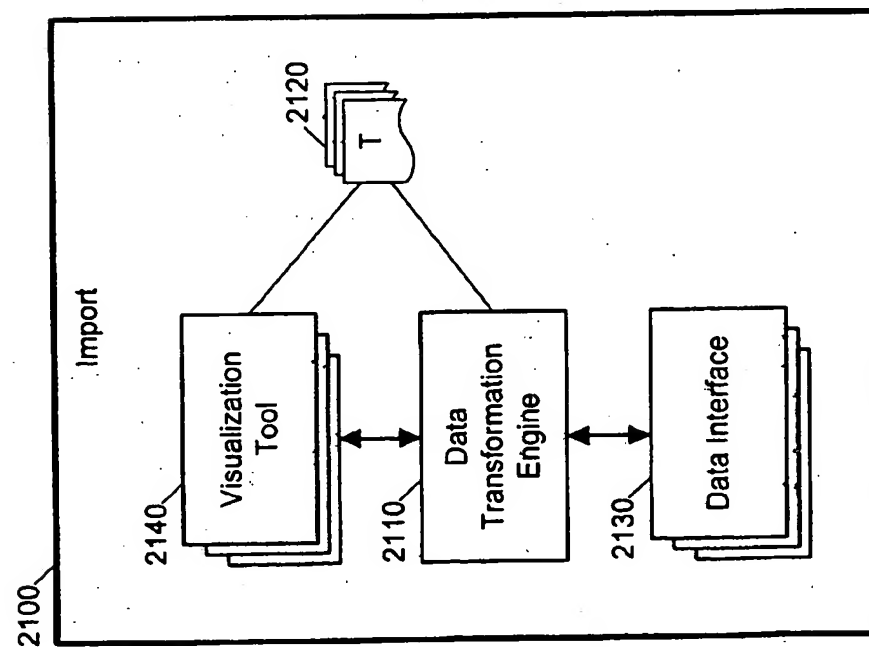 2100
Import
2140
Visualization
Tool
2120
T
2110
Data
Transformation
Engine
2130
Data Interface